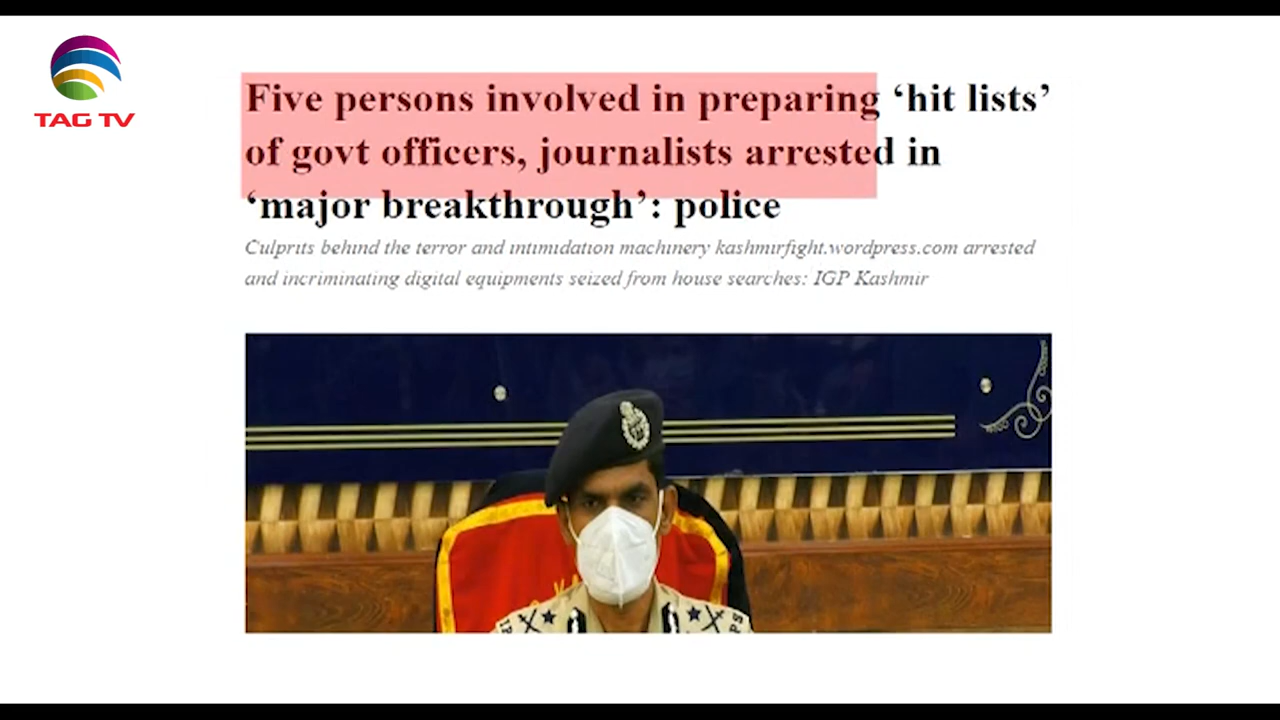 TAG TV
Five persons involved in preparing ‘hit lists’
of govt officers, journalists arrested in
‘major breakthrough’: police
Culprits behind the terror and intimidation machinery kashmirfight.wordpress.com arrested
and incriminating digital equipments seized from house searches: IGP Kashmir
IPS